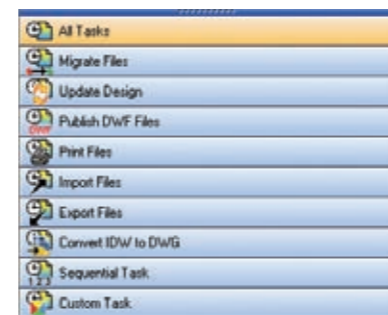 All Tasks
Migrate Files
Update Design
Publish DWF Files
Print Files
Import Files
Export Files
Convert IDW to DWG
Sequential Task
Custom Task